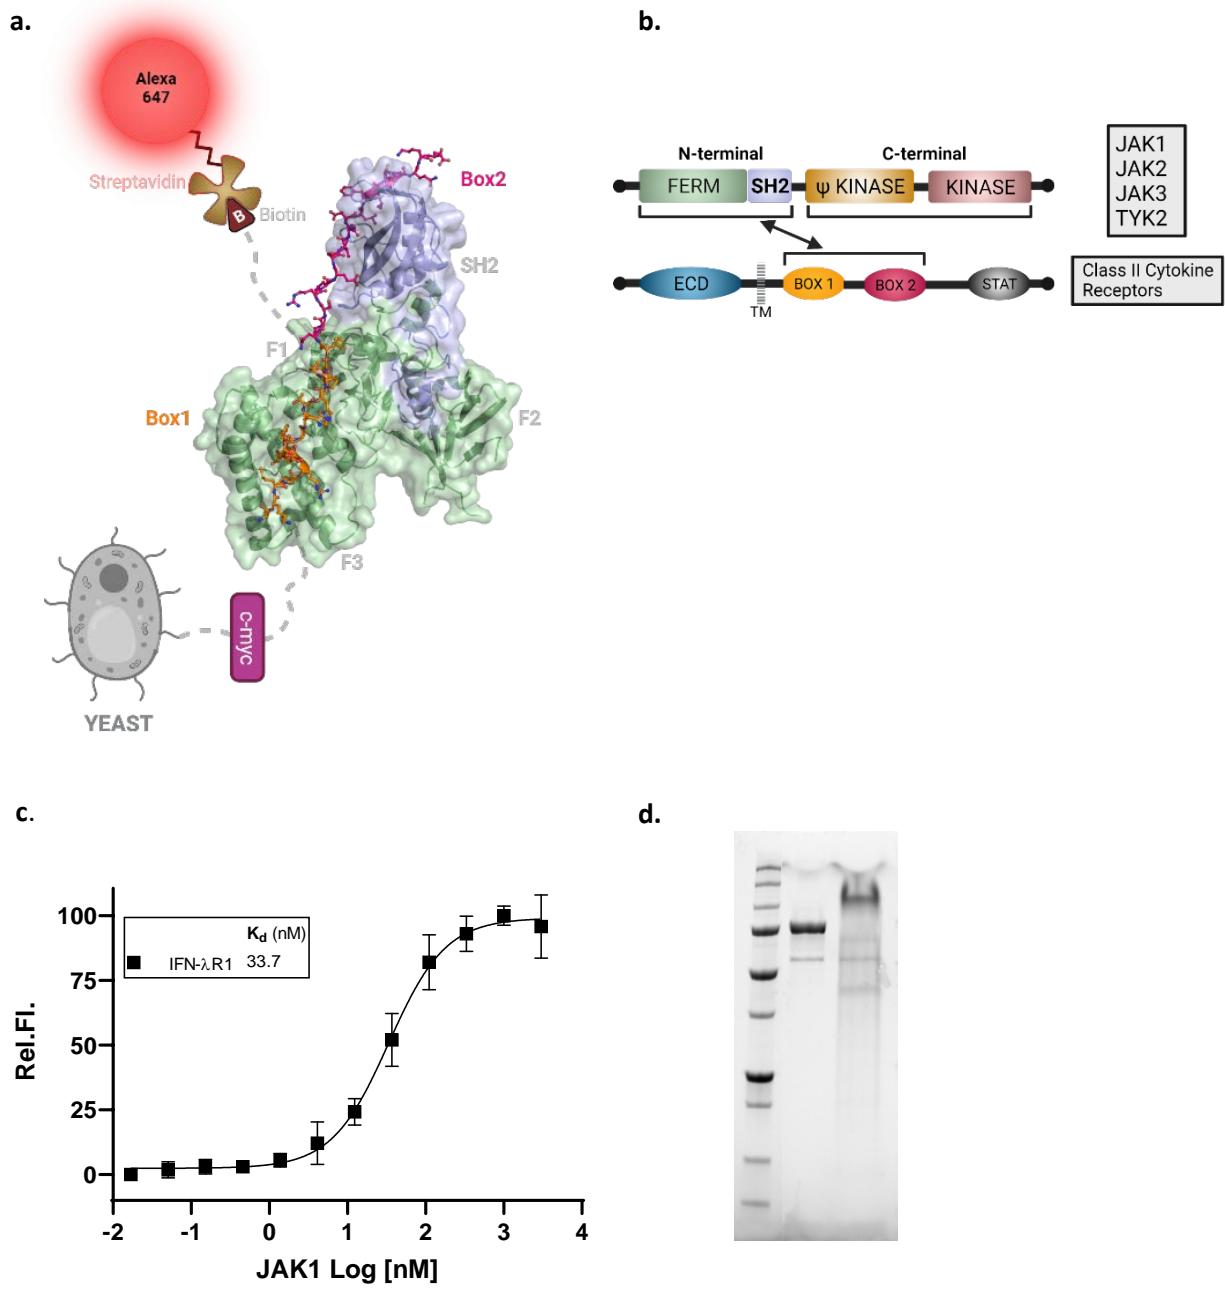 a.
Alexa
647
Streptavidin
B
Biotin
Box2
SH2
F1
Box1
F2
F3
c-myc
YEAST
b.
N-terminal
C-terminal
FERM
SH2
ψ KINASE
KINASE
JAK1
JAK2
JAK3
TYK2
ECD
TM
BOX 1
BOX 2
STAT
Class II Cytokine
Receptors
c.
Rel.Fl.
100
75
50
25
0
Kd (nM)
IFN-λR1 33.7
-2 -1 0 1 2 3 4
JAK1 Log [nM]
d.